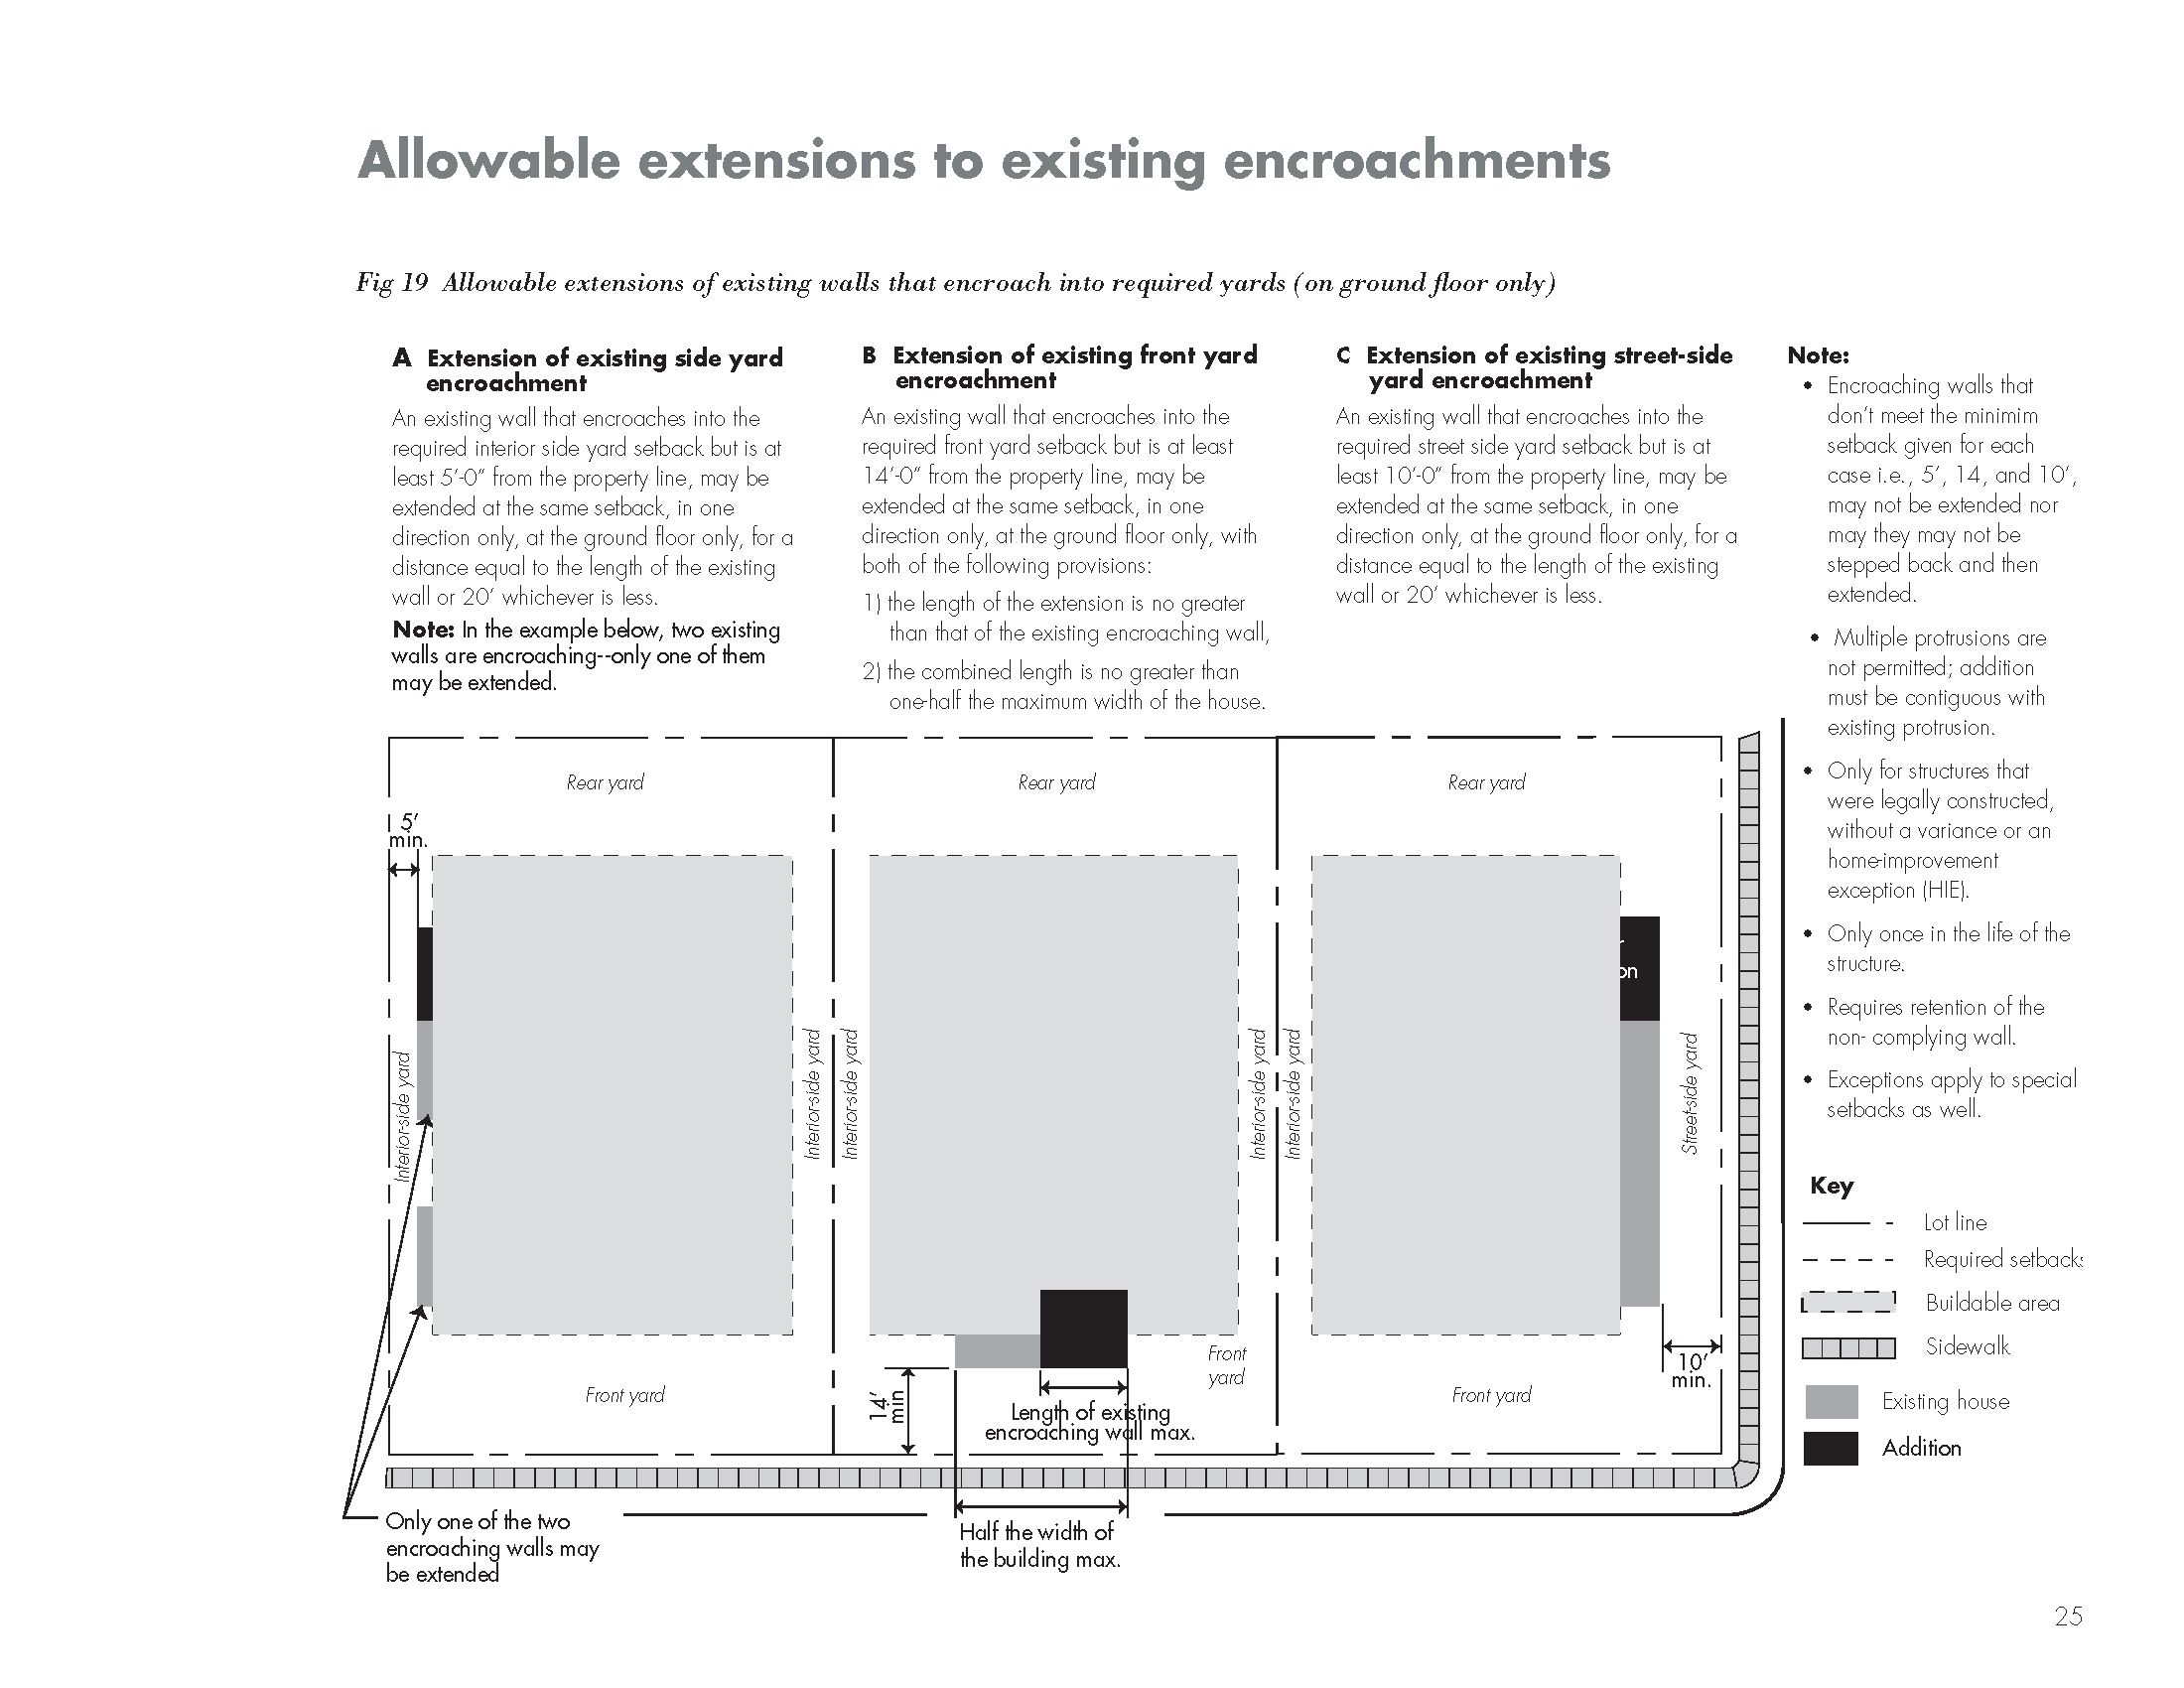 Allowable extensions to existing encroachments
Fig 19 Allowable extensions of existing walls that encroach into required yards (on ground floor only)
A Extension of existing side yard
encroachment
An existing wall that encroaches into the
required interior side yard setback but is at
least 5’-0” from the property line, may be
extended at the same setback, in one
direction only, at the ground floor only, for a
distance equal to the length of the existing
wall or 20’ whichever is less.
Note: In the example below, two existing
walls are encroaching--only one of them
may be extended.
B Extension of existing front yard
encroachment
An existing wall that encroaches into the
required front yard setback but is at least
14’-0” from the property line, may be
extended at the same setback, in one
direction only, at the ground floor only, with
both of the following provisions:
1) the length of the extension is no greater
than that of the existing encroaching wall,
2) the combined length is no greater than
one-half the maximum width of the house.
C Extension of existing street-side
yard encroachment
An existing wall that encroaches into the
required street side yard setback but is at
least 10’-0” from the property line, may be
extended at the same setback, in one
direction only, at the ground floor only, for a
distance equal to the length of the existing
wall or 20’ whichever is less.
Note:
• Encroaching walls that
don’t meet the minimim
setback given for each
case i.e., 5’, 14, and 10’,
may not be extended nor
may they may not be
stepped back and then
extended.
• Multiple protrusions are
not permitted; addition
must be contiguous with
existing protrusion.
• Only for structures that
were legally constructed,
without a variance or an
home-improvement
exception (HIE).
• Only once in the life of the
structure.
• Requires retention of the
non- complying wall.
• Exceptions apply to special
setbacks as well.
Rear yard
Rear yard
Rear yard
5’
min.
on
Interior-side yard
Interior-side yard
Interior-side yard
Interior-side yard
Interior-side yard
Street-side yard
Front yard
Front
yard
Front yard
14’
min
Length of existing
encroaching wall max.
10’
min.
Only one of the two
encroaching walls may
be extended
Half the width of
the building max.
Key
Lot line
Required setbacks
Buildable area
Sidewalk
Existing house
Addition
25